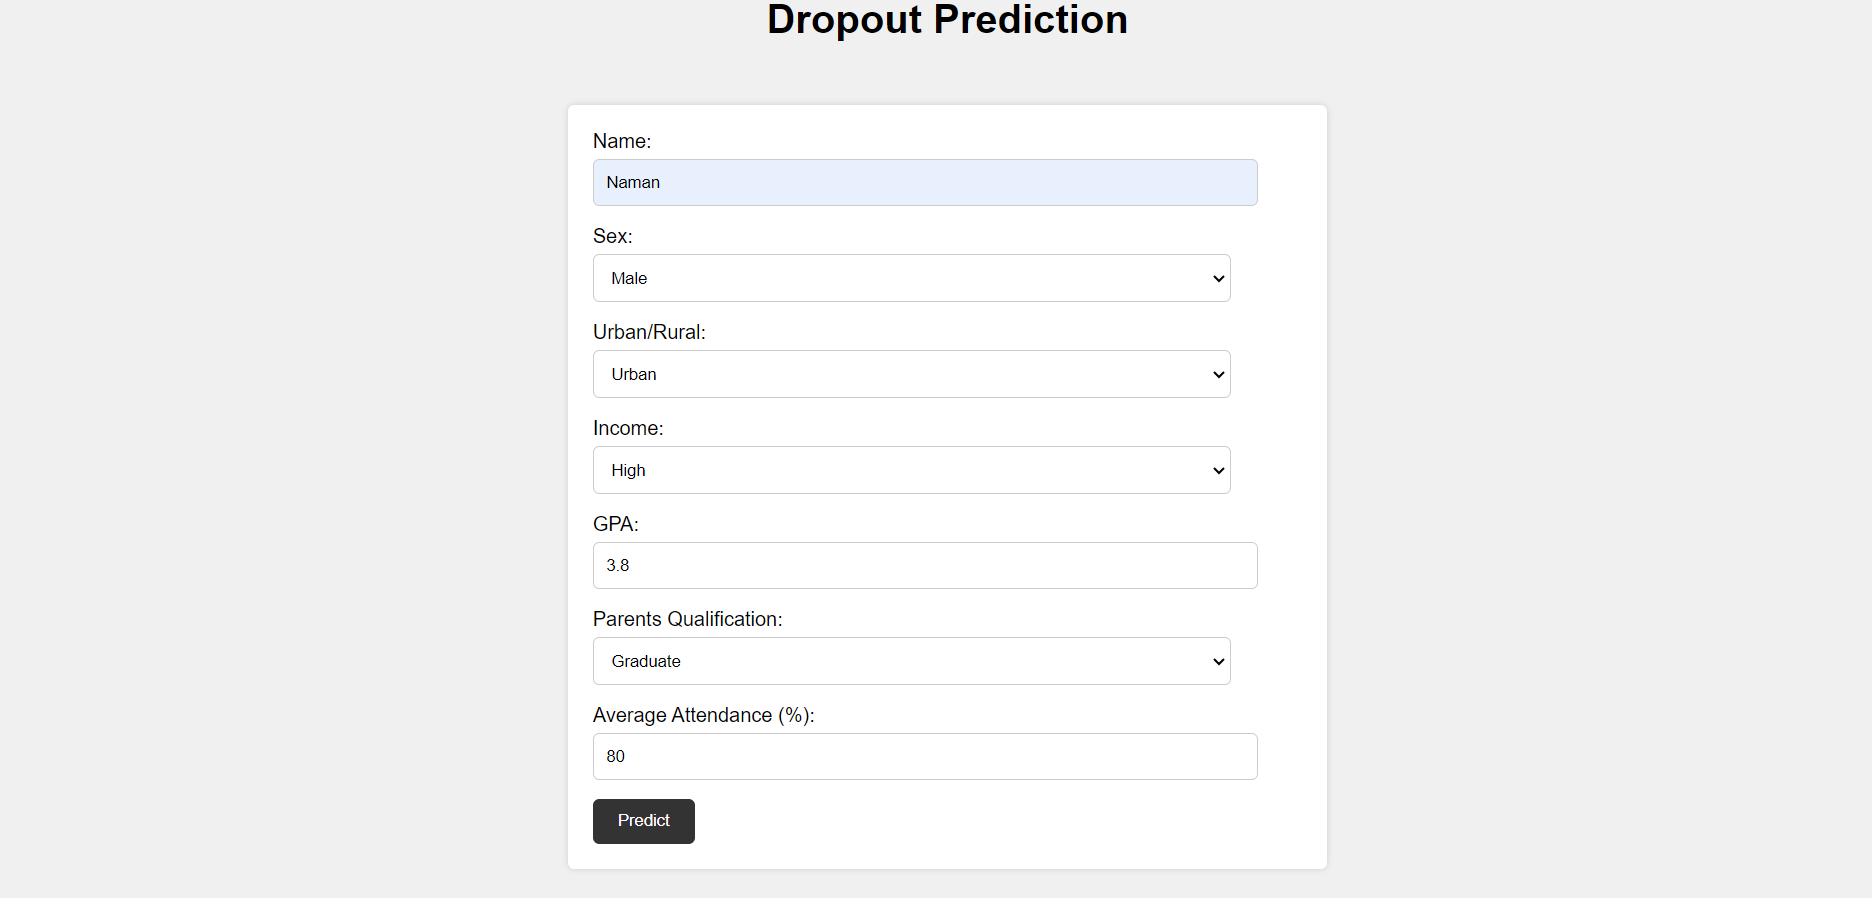 Dropout Prediction
Name:
Naman
Sex:
Male
Urban/Rural:
Urban
Income:
High
GPA:
3.8
Parents Qualification:
Graduate
Average Attendance (%):
80
Predict